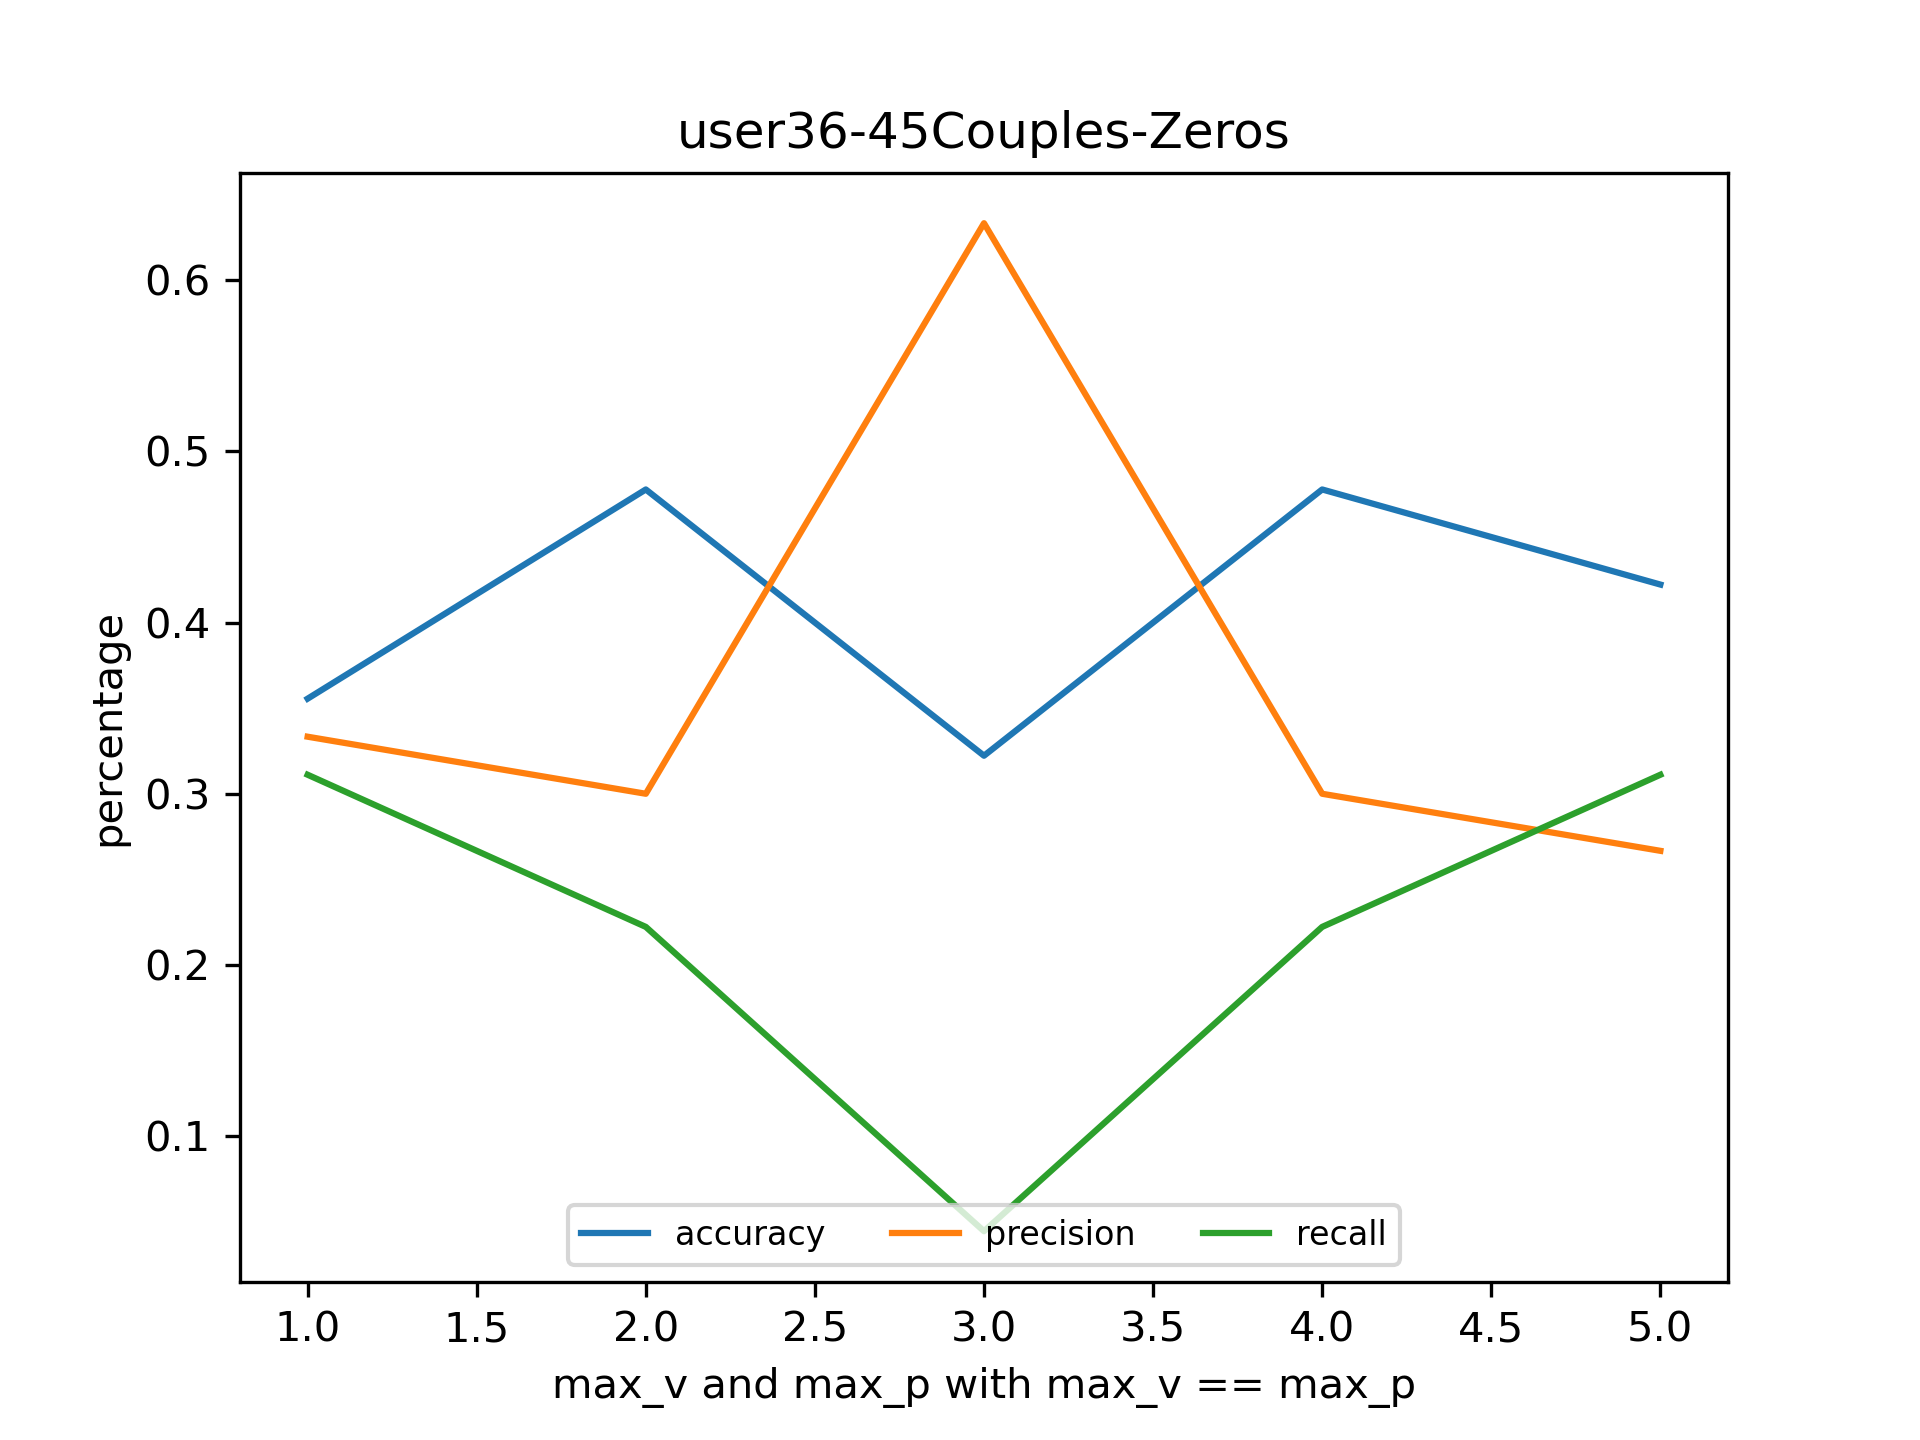 user36-45Couples-Zeros
percentage
0.6
0.5
0.4
0.3
0.2
0.1
accuracy precision recall
1.0 1.5 2.0 2.5 3.0 3.5 4.0 4.5 5.0
max_v and max_p with max_v == max_p